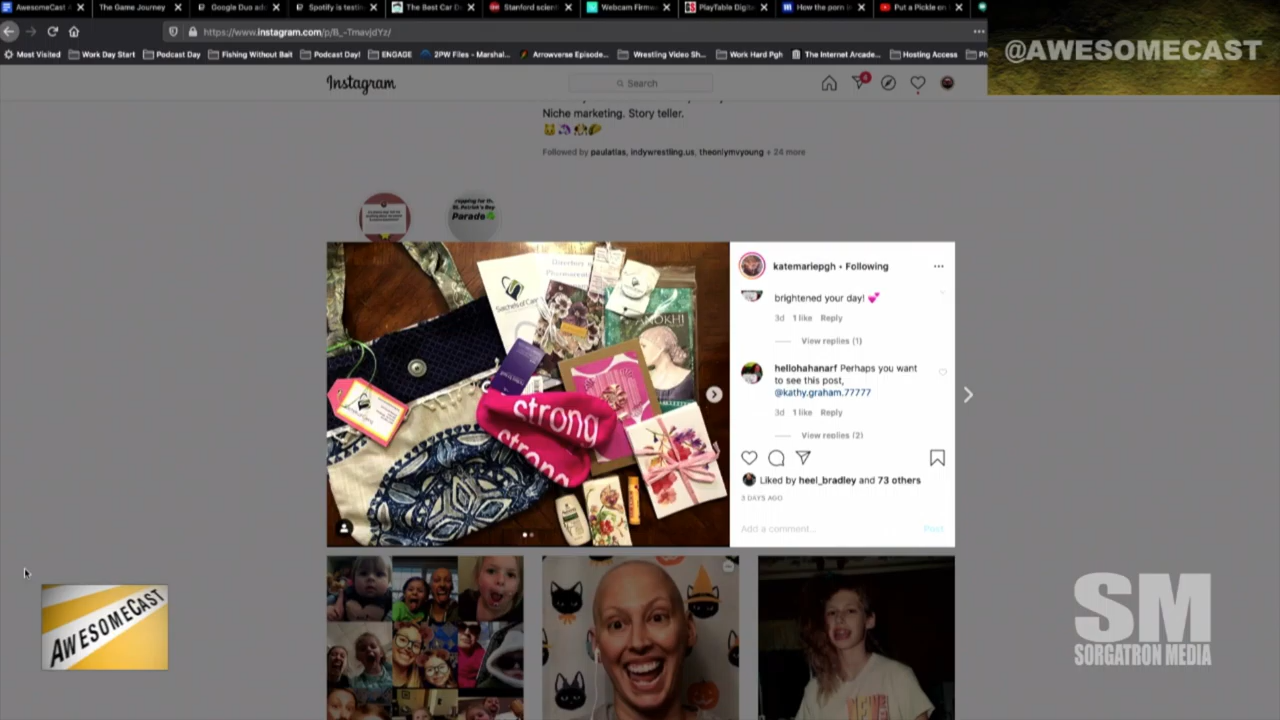 AwesomeCast
The Game Journey
Google Duo ad
Spotify is testi
The Best Car D
Stanford scien
Webcam Firmw
PlayTable Digit
How the porn i
Put a Pickle on
https://www.instagram.com/p/B_-TmavjdYz/
Most Visited
Work Day Start
Podcast Day
Fishing Without Bait
Podcast Day!
ENGAGE
2PW Files - Marshal...
Arrowverse Episode...
Wrestling Video Sh...
Work Hard Pgh
The Internet Arcade...
Hosting Access
@AWESOMECAST
Instagram
Search
Niche marketing. Story teller.
Followed by paulatlas, indywrestling.us, theonlymvyoung + 24 more
Parade
katemariepgh • Following
brightened your day! 💕
3d 1 like Reply
View replies (1)
hellohahanarf Perhaps you want
to see this post,
@kathy.graham.77777
3d 1 like Reply
View replies (2)
Liked by heel_bradley and 73 others
3 DAYS AGO
Add a comment...
Post
strong
strong
AWESOMECAST
SM
SORGATRON MEDIA